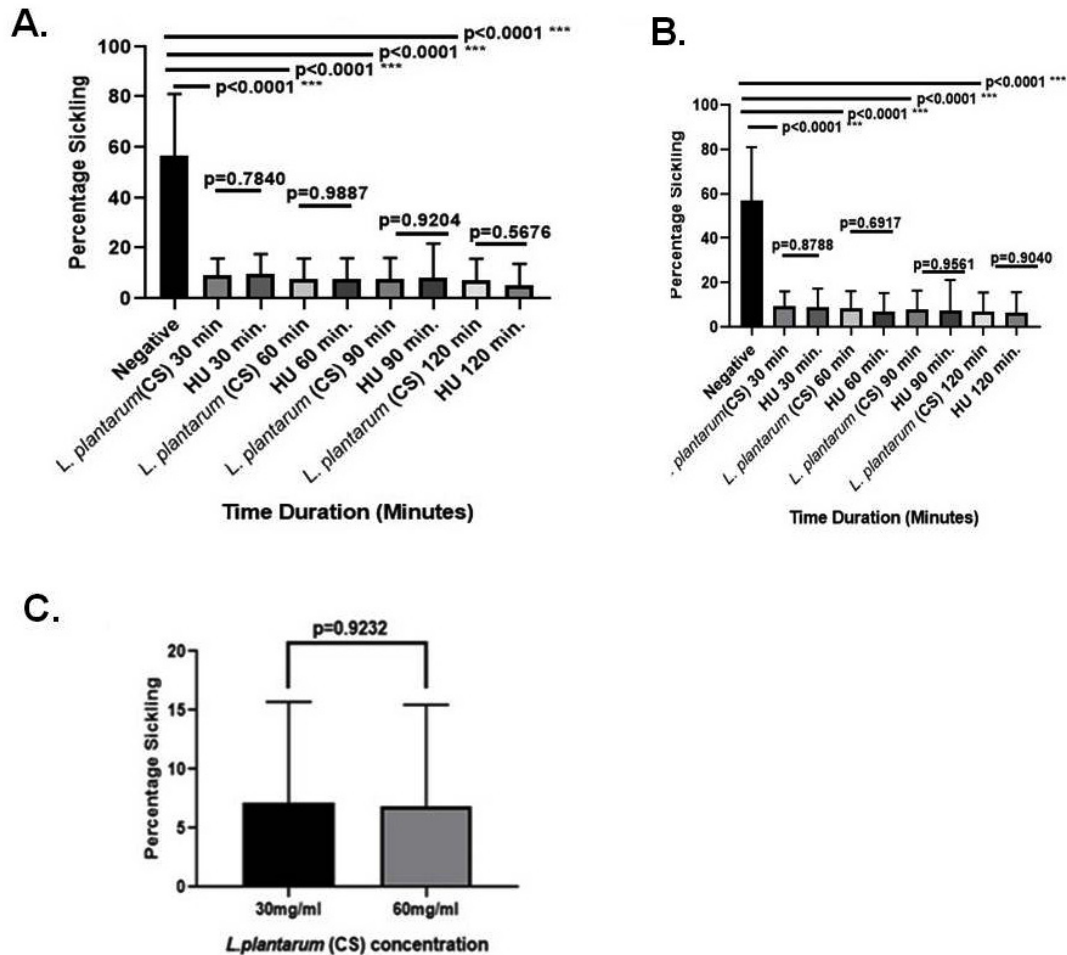 A.
p<0.0001 ***
p<0.0001 ***
p<0.0001 ***
p<0.0001 ***
100
80
60
40
20
0
Percentage Sickling
p=0.7840
p=0.9887
p=0.9204
p=0.5676
Negative
L. plantarum(CS) 30 min
HU 30 min.
L. plantarum (CS) 60 min
HU 60 min.
L. plantarum (CS) 90 min
HU 90 min.
L. plantarum (CS) 120 min
HU 120 min.
Time Duration (Minutes)
B.
p<0.0001 ***
p<0.0001 ***
p<0.0001 ***
p<0.0001 ***
100
80
60
40
20
0
Percentage Sickling
p=0.8788
p=0.6917
p=0.9561
p=0.9040
Negative
. plantarum(CS) 30 min
HU 30 min.
L. plantarum (CS) 60 min
HU 60 min.
L. plantarum (CS) 90 min
HU 90 min.
L. plantarum (CS) 120 min
HU 120 min.
Time Duration (Minutes)
C.
p=0.9232
20
15
10
5
0
Percentage Sickling
30mg/ml
60mg/ml
L.plantarum (CS) concentration